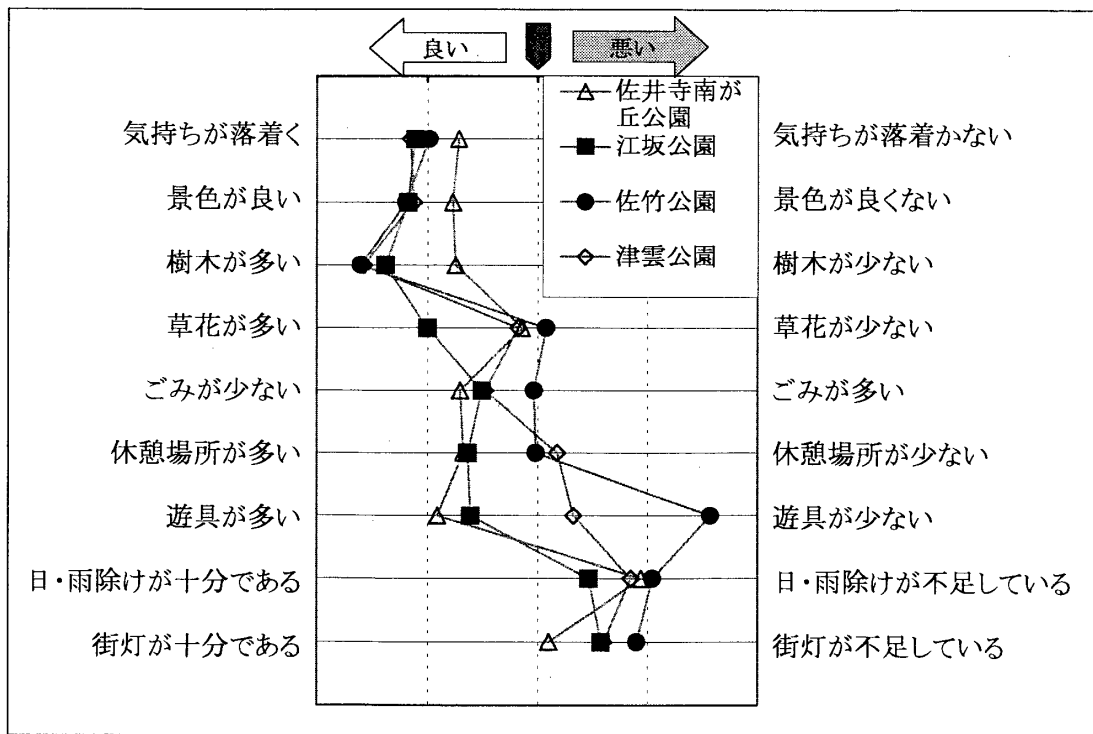 良い
悪い
佐井寺南が
丘公園
江坂公園
佐竹公園
津雲公園
気持ちが落着く
気持ちが落着かない
景色が良い
景色が良くない
樹木が多い
樹木が少ない
草花が多い
草花が少ない
ごみが少ない
ごみが多い
休憩場所が多い
休憩場所が少ない
遊具が多い
遊具が少ない
日・雨除けが十分である
日・雨除けが不足している
街灯が十分である
街灯が不足している